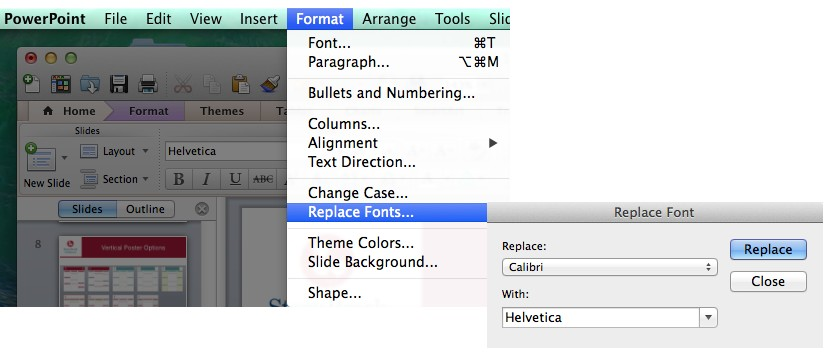 PowerPoint File Edit View Insert Format Arrange Tools Slid
Font... ⌘T
Paragraph... ⌥⌘M
Bullets and Numbering...
Columns...
Alignment
Text Direction...
Change Case...
Replace Fonts...
Theme Colors...
Slide Background...
Shape...
Home Format Themes Ta
Slides
New Slide
Layout
Section
Helvetica
B I U ABC
Slides Outline
8
Vertical Poster Options
Replace Font
Replace:
Calibri
With:
Helvetica
Replace
Close